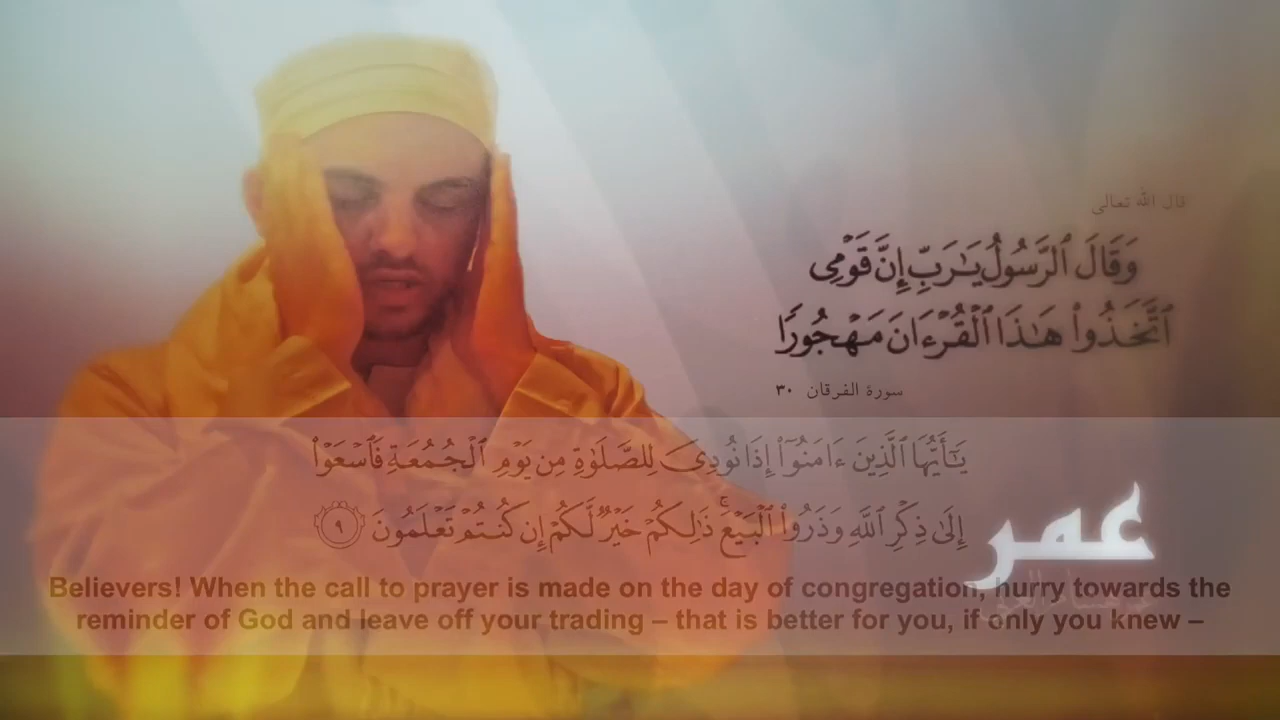 قال الله تعالى
وَقَالَ ٱلرَّسُولُ يَـٰرَبِّ إِنَّ قَوْمِى
ٱتَّخَذُوا۟ هَـٰذَا ٱلْقُرْءَانَ مَهْجُورًا
سورة الفرقان ٣٠
يَـٰٓأَيُّهَا ٱلَّذِينَ ءَامَنُوٓا۟ إِذَا نُودِىَ لِلصَّلَوٰةِ مِن يَوْمِ ٱلْجُمُعَةِ فَٱسْعَوْا۟
إِلَىٰ ذِكْرِ ٱللَّهِ وَذَرُوا۟ ٱلْبَيْعَ ۚ ذَٰلِكُمْ خَيْرٌ لَّكُمْ إِن كُنتُمْ تَعْلَمُونَ ٩
عمر
Believers! When the call to prayer is made on the day of congregation, hurry towards the
reminder of God and leave off your trading – that is better for you, if only you knew –